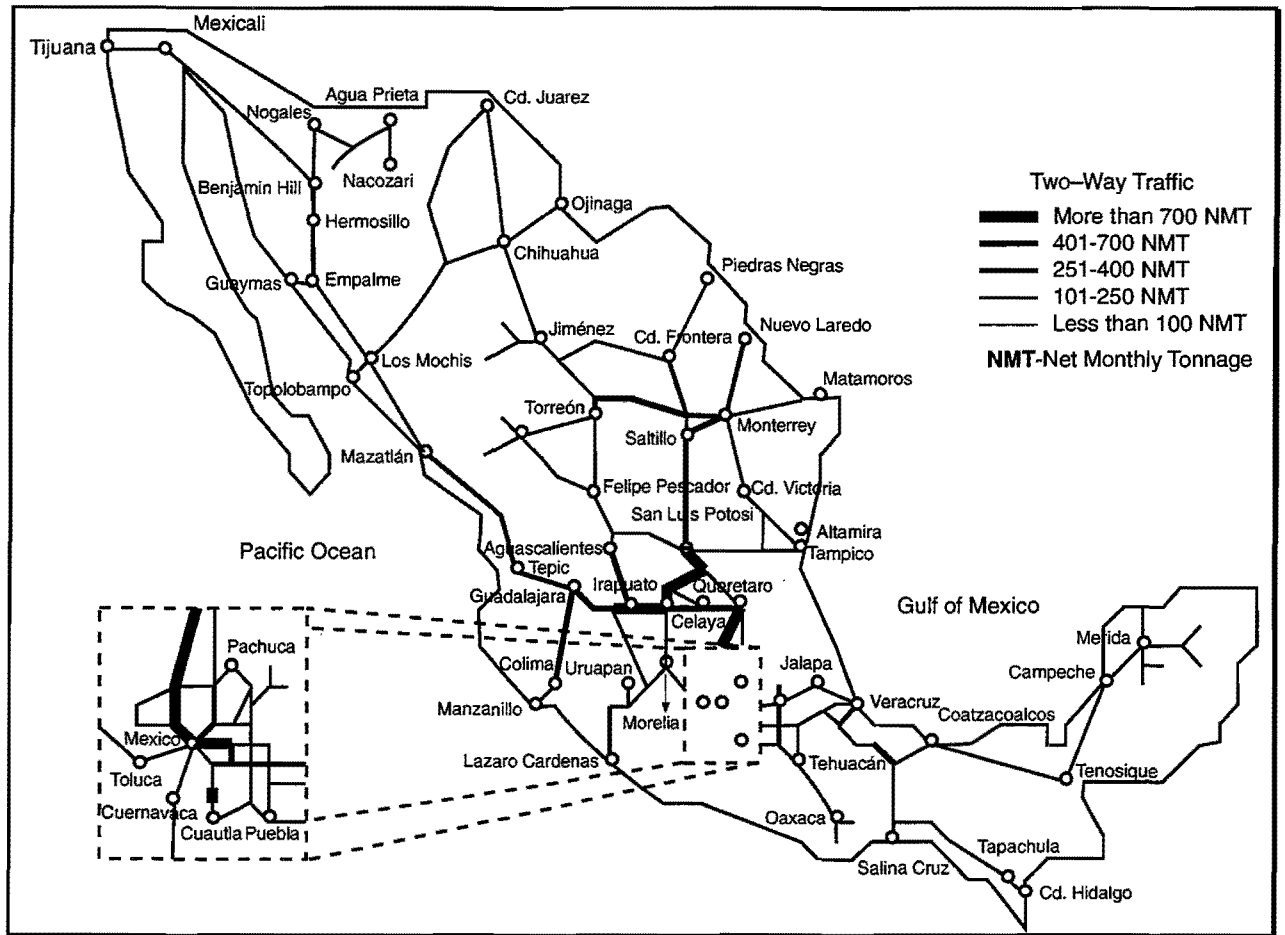 Mexicali
Tijuana
Agua Prieta
Cd. Juarez
Nogales
Benjamin Hill
Nacozari
Hermosillo
Ojinaga
Chihuahua
Guaymas
Empalme
Piedras Negras
Jiménez
Cd. Frontera
Nuevo Laredo
Los Mochis
Topolobampo
Matamoros
Torreón
Saltillo
Monterrey
Mazatlán
Felipe Pescador
Cd. Victoria
San Luis Potosi
Altamira
Tampico
Pacific Ocean
Aguascalientes
Tepic
Guadalajara
Irapuato
Queretaro
Celaya
Gulf of Mexico
Colima
Uruapan
Jalapa
Merida
Campeche
Manzanillo
Morelia
Veracruz
Coatzacoalcos
Lazaro Cardenas
Tehuacán
Tenosique
Oaxaca
Salina Cruz
Tapachula
Cd. Hidalgo
Pachuca
Mexico
Toluca
Cuernavaca
Cuautla
Puebla
Two–Way Traffic
More than 700 NMT
401-700 NMT
251-400 NMT
101-250 NMT
Less than 100 NMT
NMT-Net Monthly Tonnage